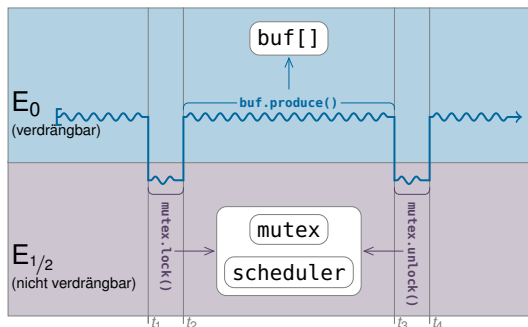 buf[]
buf.produce()
E0
(verdrängbar)
mutex.lock()
mutex
scheduler
mutex.unlock()
E1/2
(nicht verdrängbar)
t1 t2 t3 t4